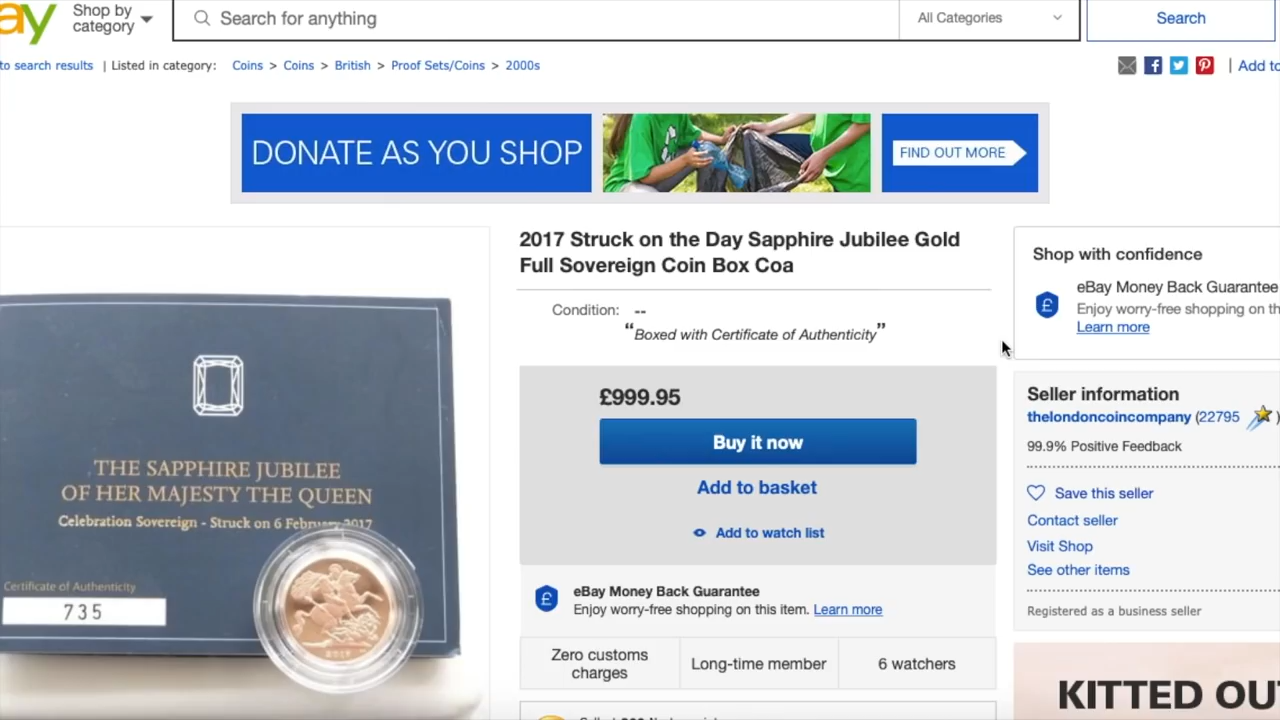 ay
Shop by
category
Search for anything
All Categories
Search
to search results | Listed in category: Coins > Coins > British > Proof Sets/Coins > 2000s
| Add to
DONATE AS YOU SHOP
FIND OUT MORE
2017 Struck on the Day Sapphire Jubilee Gold
Full Sovereign Coin Box Coa
Condition: --
“Boxed with Certificate of Authenticity”
£999.95
Buy it now
Add to basket
Add to watch list
£
eBay Money Back Guarantee
Enjoy worry-free shopping on this item. Learn more
Zero customs
charges
Long-time member
6 watchers
THE SAPPHIRE JUBILEE
OF HER MAJESTY THE QUEEN
Celebration Sovereign - Struck on 6 February 2017
Certificate of Authenticity
735
2017
Shop with confidence
£
eBay Money Back Guarantee
Enjoy worry-free shopping on th
Learn more
Seller information
thelondoncoincompany (22795 )
99.9% Positive Feedback
Save this seller
Contact seller
Visit Shop
See other items
Registered as a business seller
KITTED OU